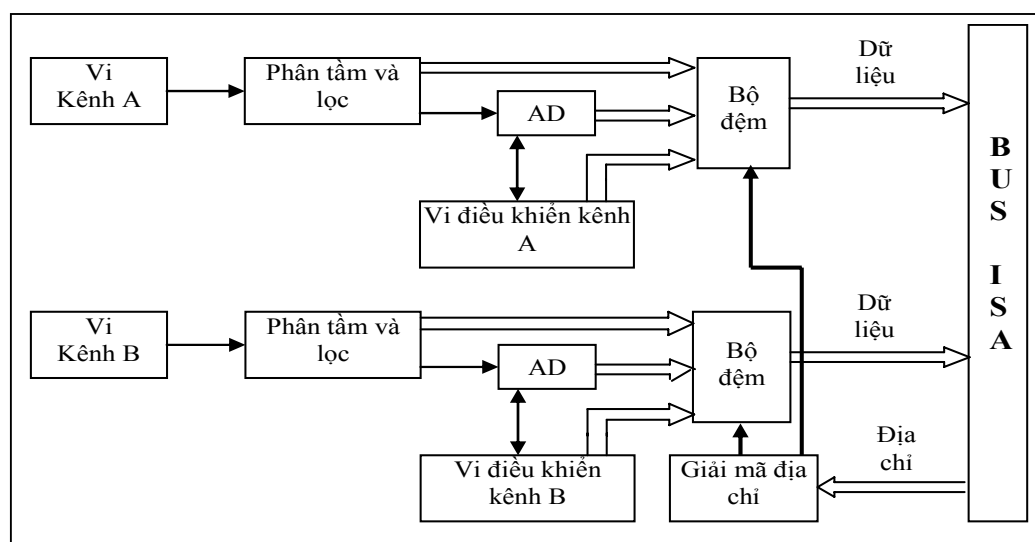 Vi
Kênh A
Phân tầm và
lọc
AD
Vi điều khiển kênh
A
Bộ
đệm
Dữ
liệu
B
U
S
I
S
A
Vi
Kênh B
Phân tầm và
lọc
AD
Vi điều khiển
kênh B
Bộ
đệm
Dữ
liệu
Giải mã địa
chỉ
Địa
chỉ